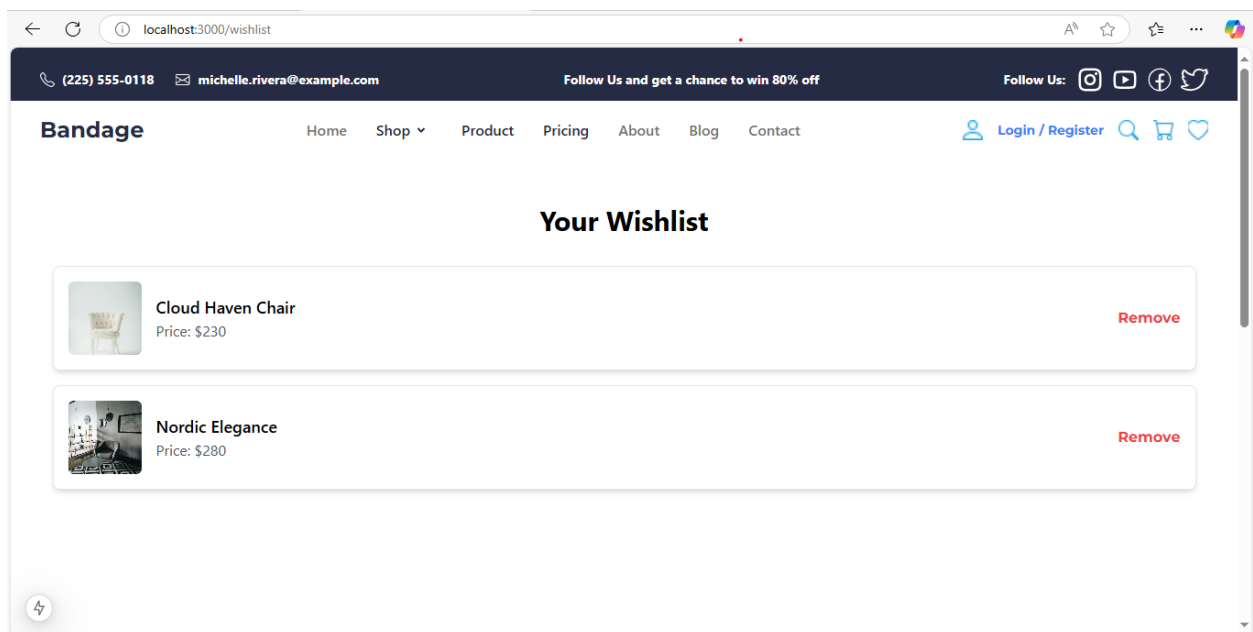 localhost:3000/wishlist
(225) 555-0118 michelle.rivera@example.com Follow Us and get a chance to win 80% off Follow Us:
Bandage Home Shop Product Pricing About Blog Contact Login / Register
Your Wishlist
Cloud Haven Chair
Price: $230
Remove
Nordic Elegance
Price: $280
Remove